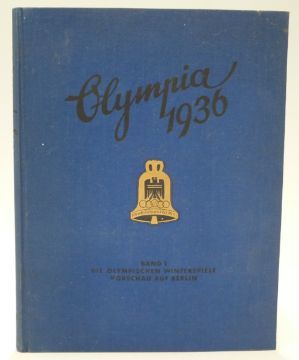 Olympia
1936
BAND I
DIE OLYMPISCHEN WINTERSPIELE
VORSCHAU AUF BERLIN